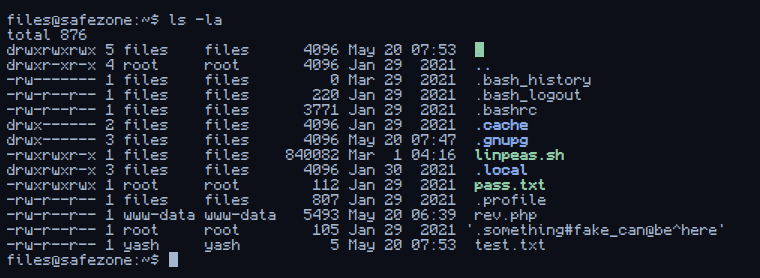 files@safezone:~$ ls -la
total 876
drwxrwxrwx 5 files    files      4096 May 20 07:53  .
drwxr-xr-x 4 root     root       4096 Jan 29  2021  ..
-rw------- 1 files    files         0 Mar 29  2021  .bash_history
-rw-r--r-- 1 files    files       220 Jan 29  2021  .bash_logout
-rw-r--r-- 1 files    files      3771 Jan 29  2021  .bashrc
drwx------ 2 files    files      4096 Jan 29  2021  .cache
drwx------ 3 files    files      4096 May 20 07:47  .gnupg
-rwxrwxr-x 1 files    files    840082 Mar  1 04:16  linpeas.sh
drwxrwxr-x 3 files    files      4096 Jan 30  2021  .local
-rwxrwxrwx 1 root     root        112 Jan 29  2021  pass.txt
-rw-r--r-- 1 files    files       807 Jan 29  2021  .profile
-rw-r--r-- 1 www-data www-data   5493 May 20 06:39  rev.php
-rw-r--r-- 1 root     root        105 Jan 29  2021 '.something#fake_can@be^here'
-rw-r--r-- 1 yash     yash          5 May 20 07:53  test.txt
files@safezone:~$